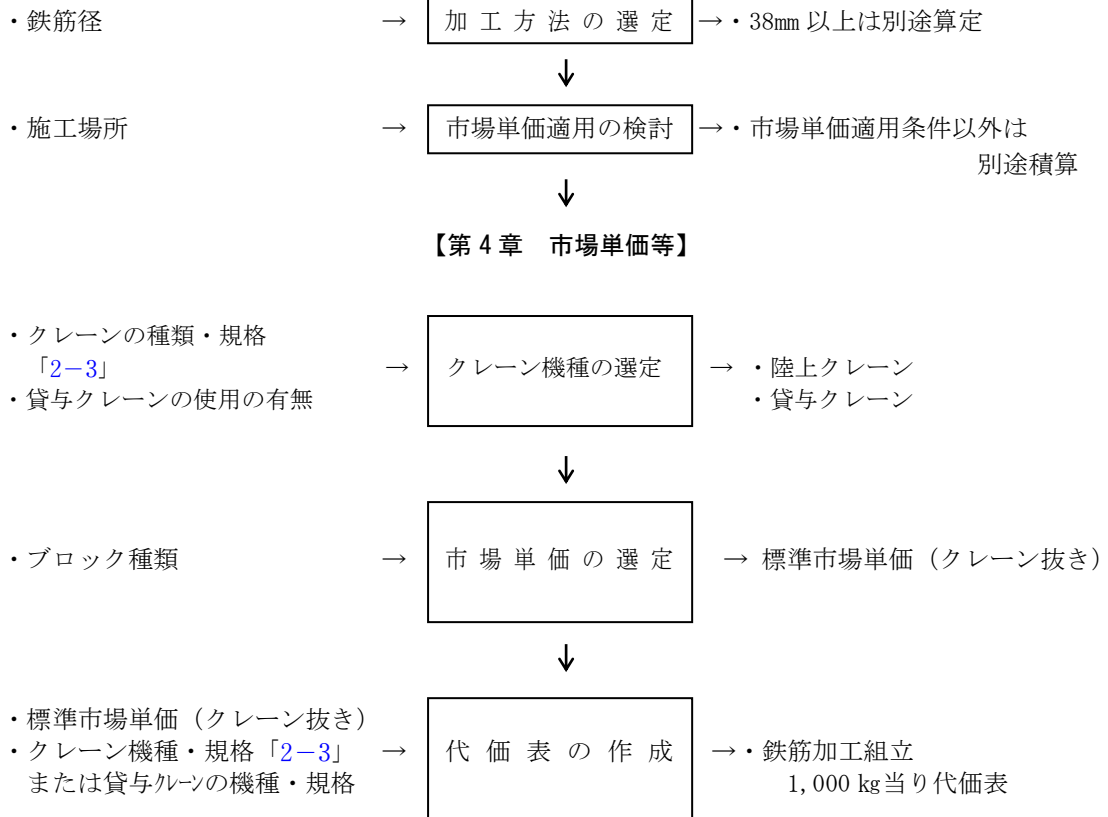 ・鉄筋径 → 加工方法の選定 →・38mm 以上は別途算定
↓
・施工場所 → 市場単価適用の検討 →・市場単価適用条件以外は
別途積算
↓
【第4章　市場単価等】
・クレーンの種類・規格
「2-3」 → クレーン機種の選定 → ・陸上クレーン
・貸与クレーンの使用の有無 ・貸与クレーン
↓
・ブロック種類 → 市場単価の選定 → 標準市場単価（クレーン抜き）
↓
・標準市場単価（クレーン抜き）
・クレーン機種・規格「2-3」 → 代価表の作成 →・鉄筋加工組立
または貸与ｸﾚｰﾝの機種・規格 1,000 ㎏当り代価表